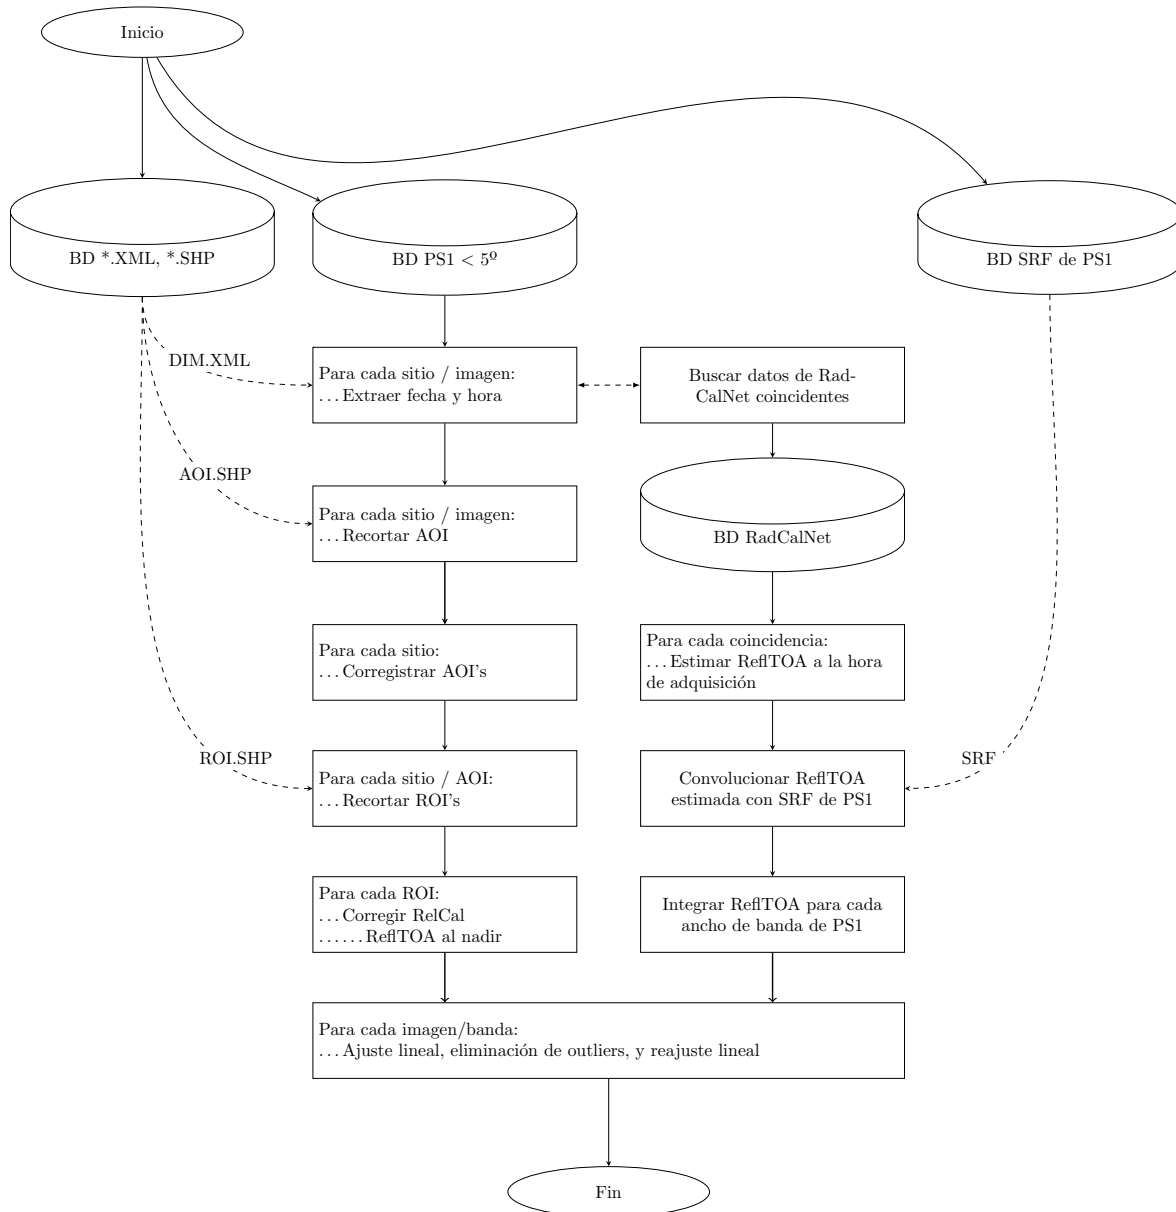 Inicio
BD *.XML, *.SHP
BD PS1 < 5º
BD SRF de PS1
DIM.XML
Para cada sitio / imagen:
...Extraer fecha y hora
Buscar datos de Rad-
CalNet coincidentes
AOI.SHP
Para cada sitio / imagen:
...Recortar AOI
BD RadCalNet
Para cada sitio:
...Corregistrar AOI's
Para cada coincidencia:
...Estimar ReflTOA a la hora
de adquisición
ROI.SHP
Para cada sitio / AOI:
...Recortar ROI's
Convolucionar ReflTOA
estimada con SRF de PS1
SRF
Para cada ROI:
...Corregir RelCal
......ReflTOA al nadir
Integrar ReflTOA para cada
ancho de banda de PS1
Para cada imagen/banda:
...Ajuste lineal, eliminación de outliers, y reajuste lineal
Fin